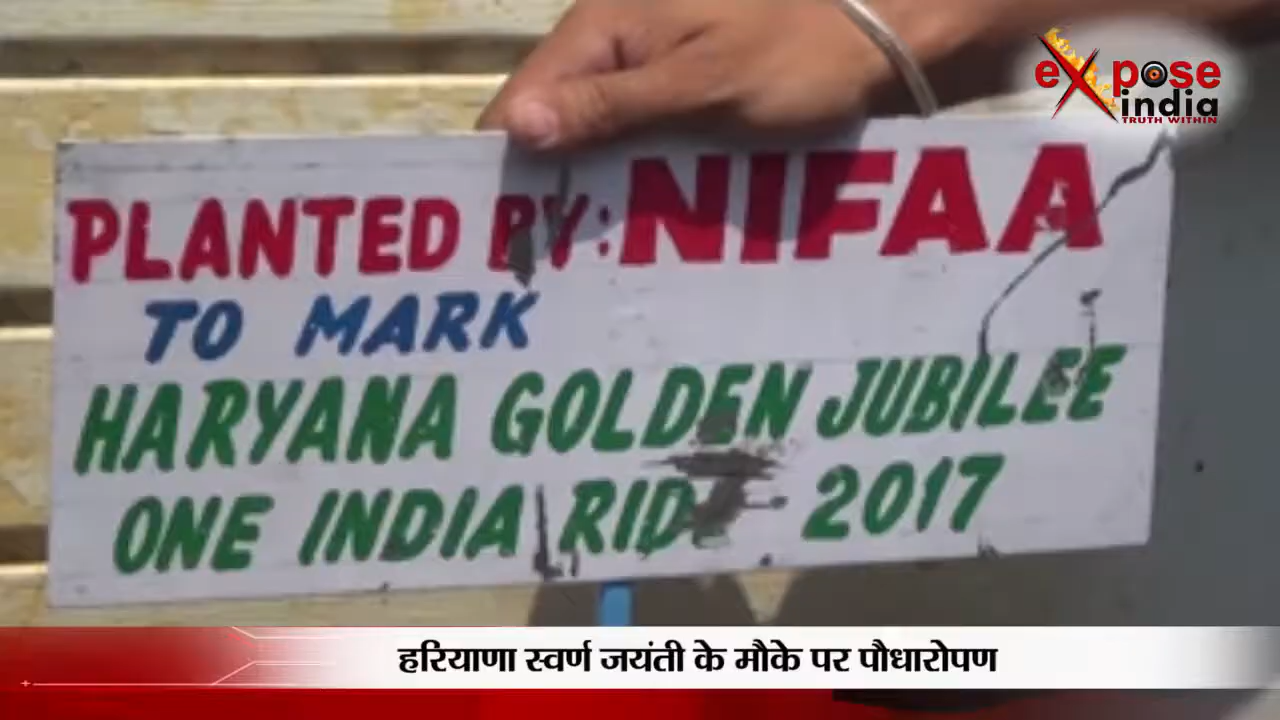 expose
india
TRUTH WITHIN
PLANTED BY: NIFAA
TO MARK
HARYANA GOLDEN JUBILEE
ONE INDIA RIDE 2017
हरियाणा स्वर्ण जयंती के मौके पर पौधारोपण